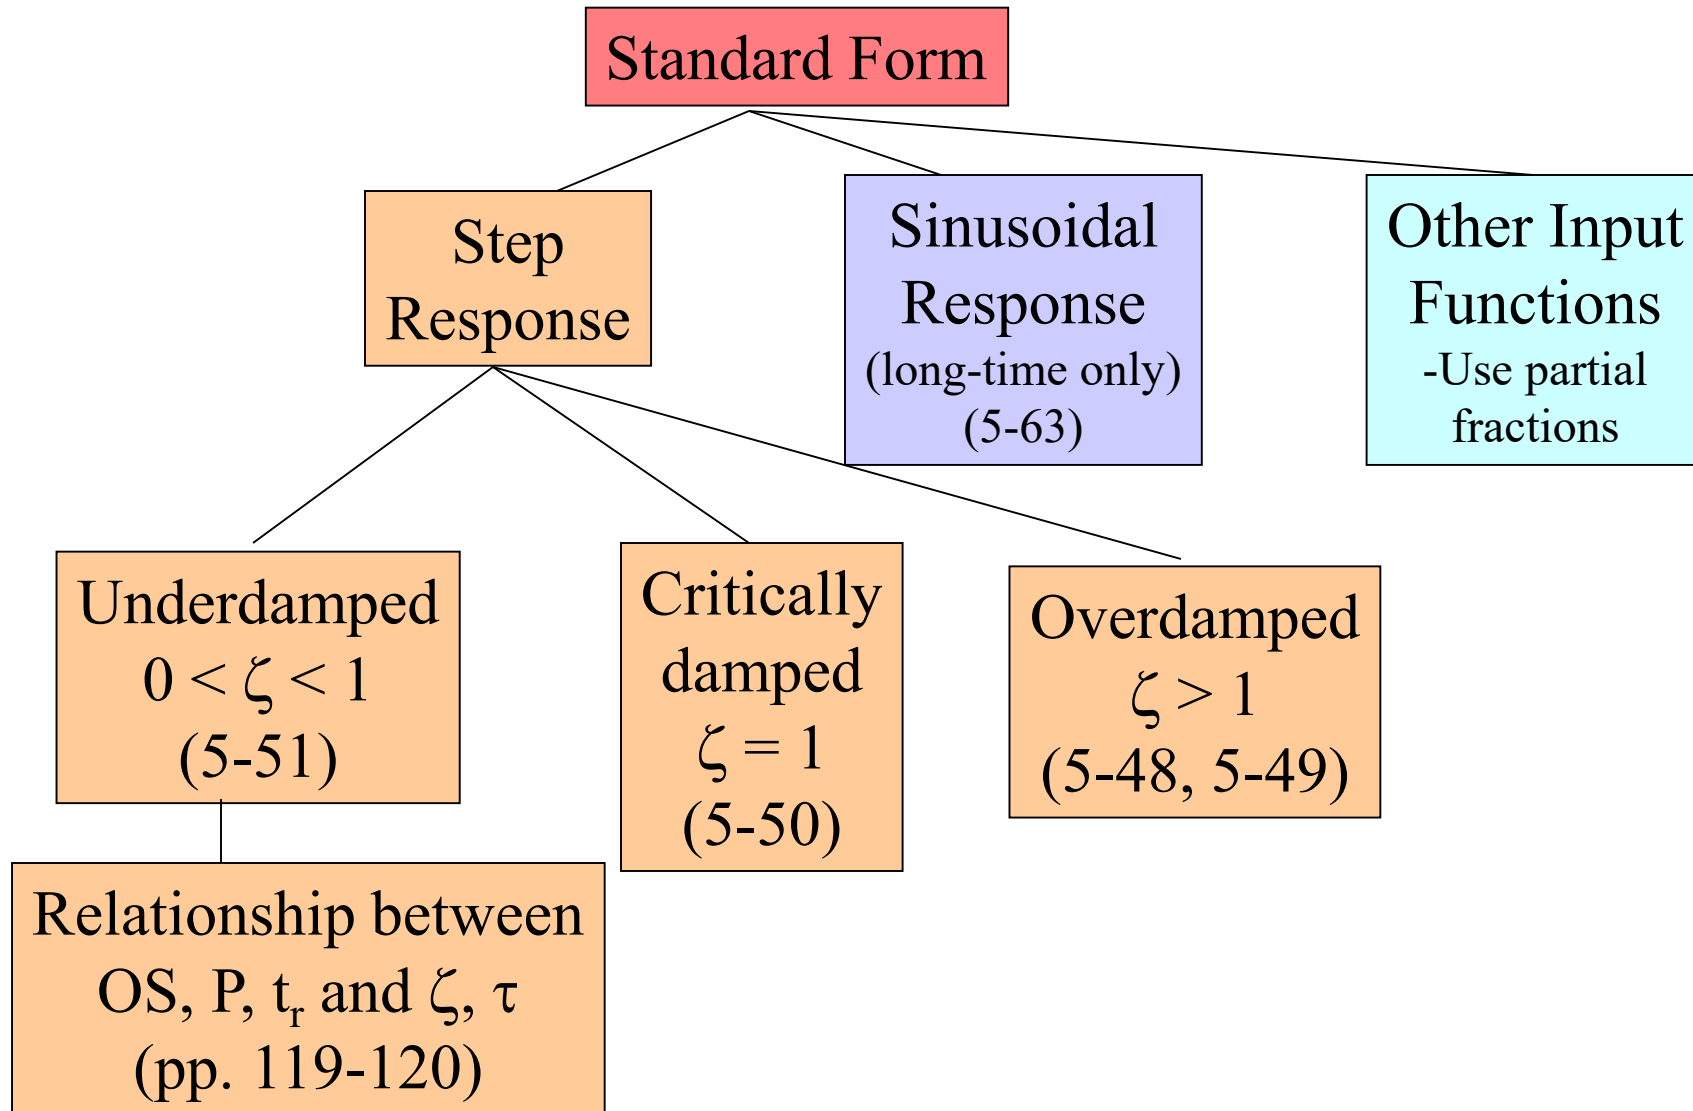 Standard Form
Step
Response
Sinusoidal
Response
(long-time only)
(5-63)
Other Input
Functions
-Use partial
fractions
Underdamped
0 < ζ < 1
(5-51)
Critically
damped
ζ = 1
(5-50)
Overdamped
ζ > 1
(5-48, 5-49)
Relationship between
OS, P, tr and ζ, τ
(pp. 119-120)